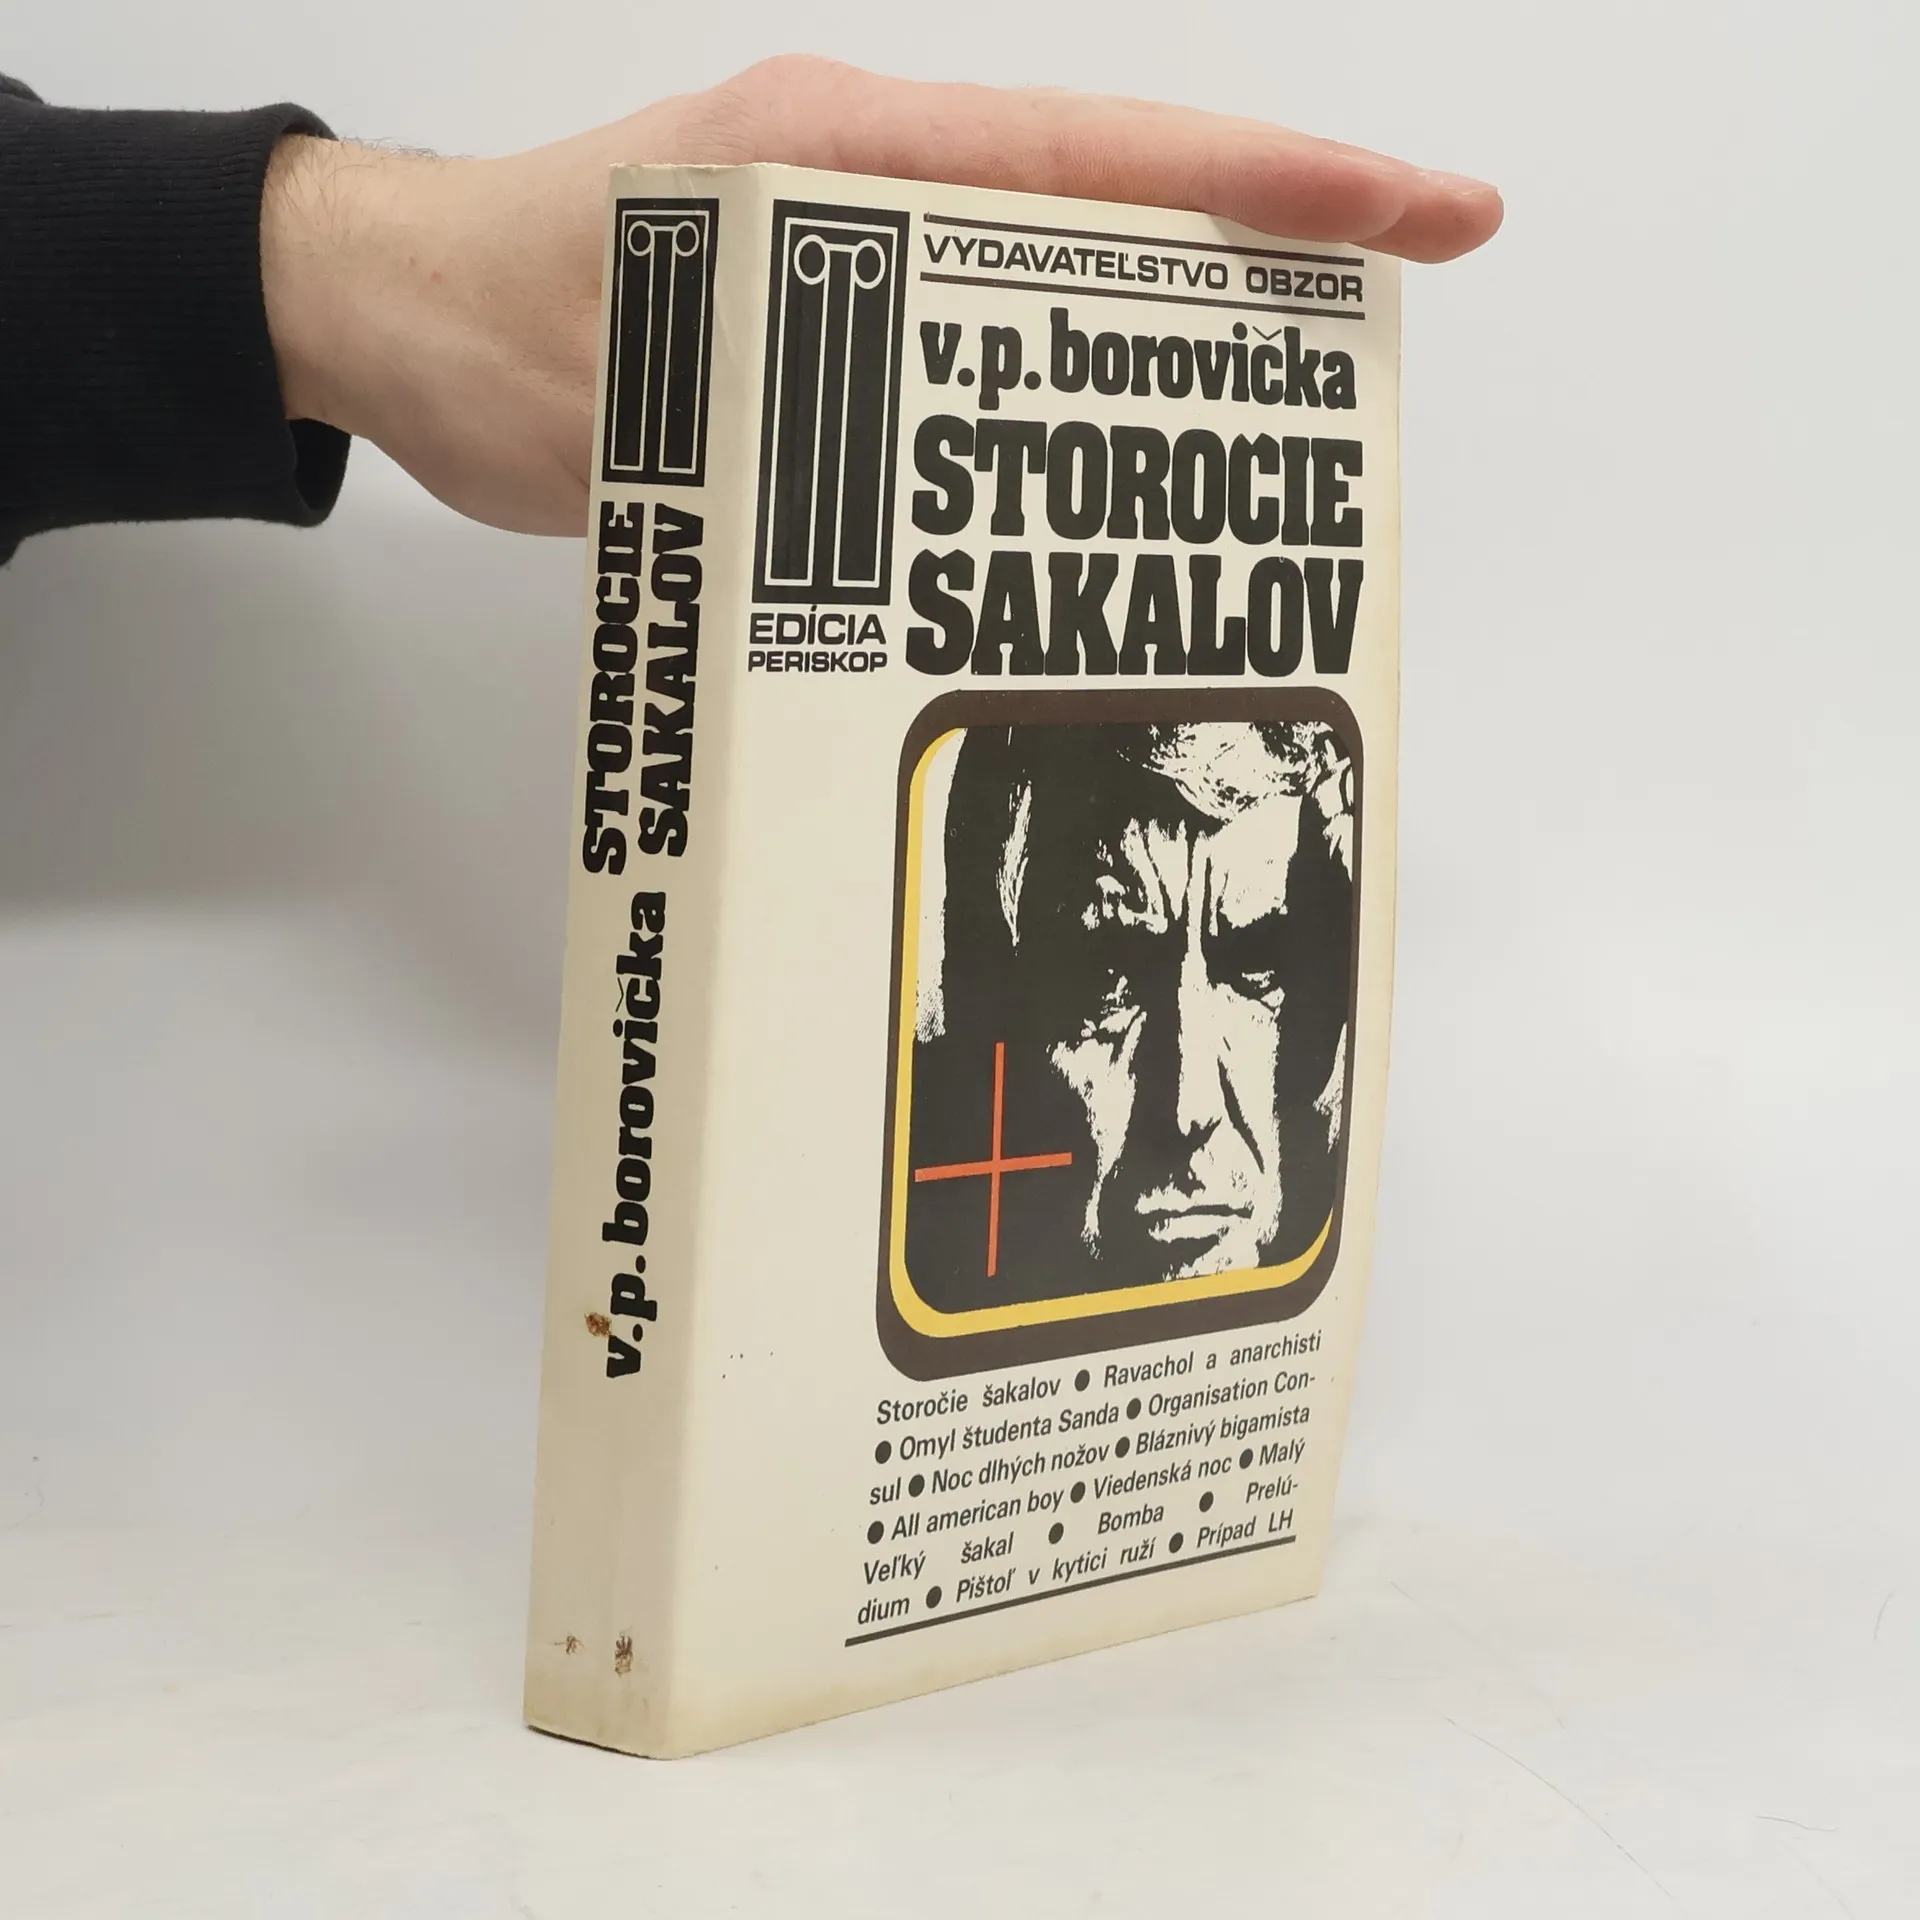 STOROČIE
ŠAKALOV
v.p.borovička
VYDAVATEĽSTVO OBZOR
v.p.borovička
STOROČIE
ŠAKALOV
EDÍCIA
PERISKOP
Storočie šakalov ● Ravachol a anarchisti
● Omyl študenta Sanda ● Organisation Con-
sul ● Noc dlhých nožov ● Bláznivý bigamista
● All american boy ● Viedenská noc ● Malý
Veľký šakal ● Bomba ● Prelú-
dium ● Pištoľ v kytici ruží ● Prípad LH